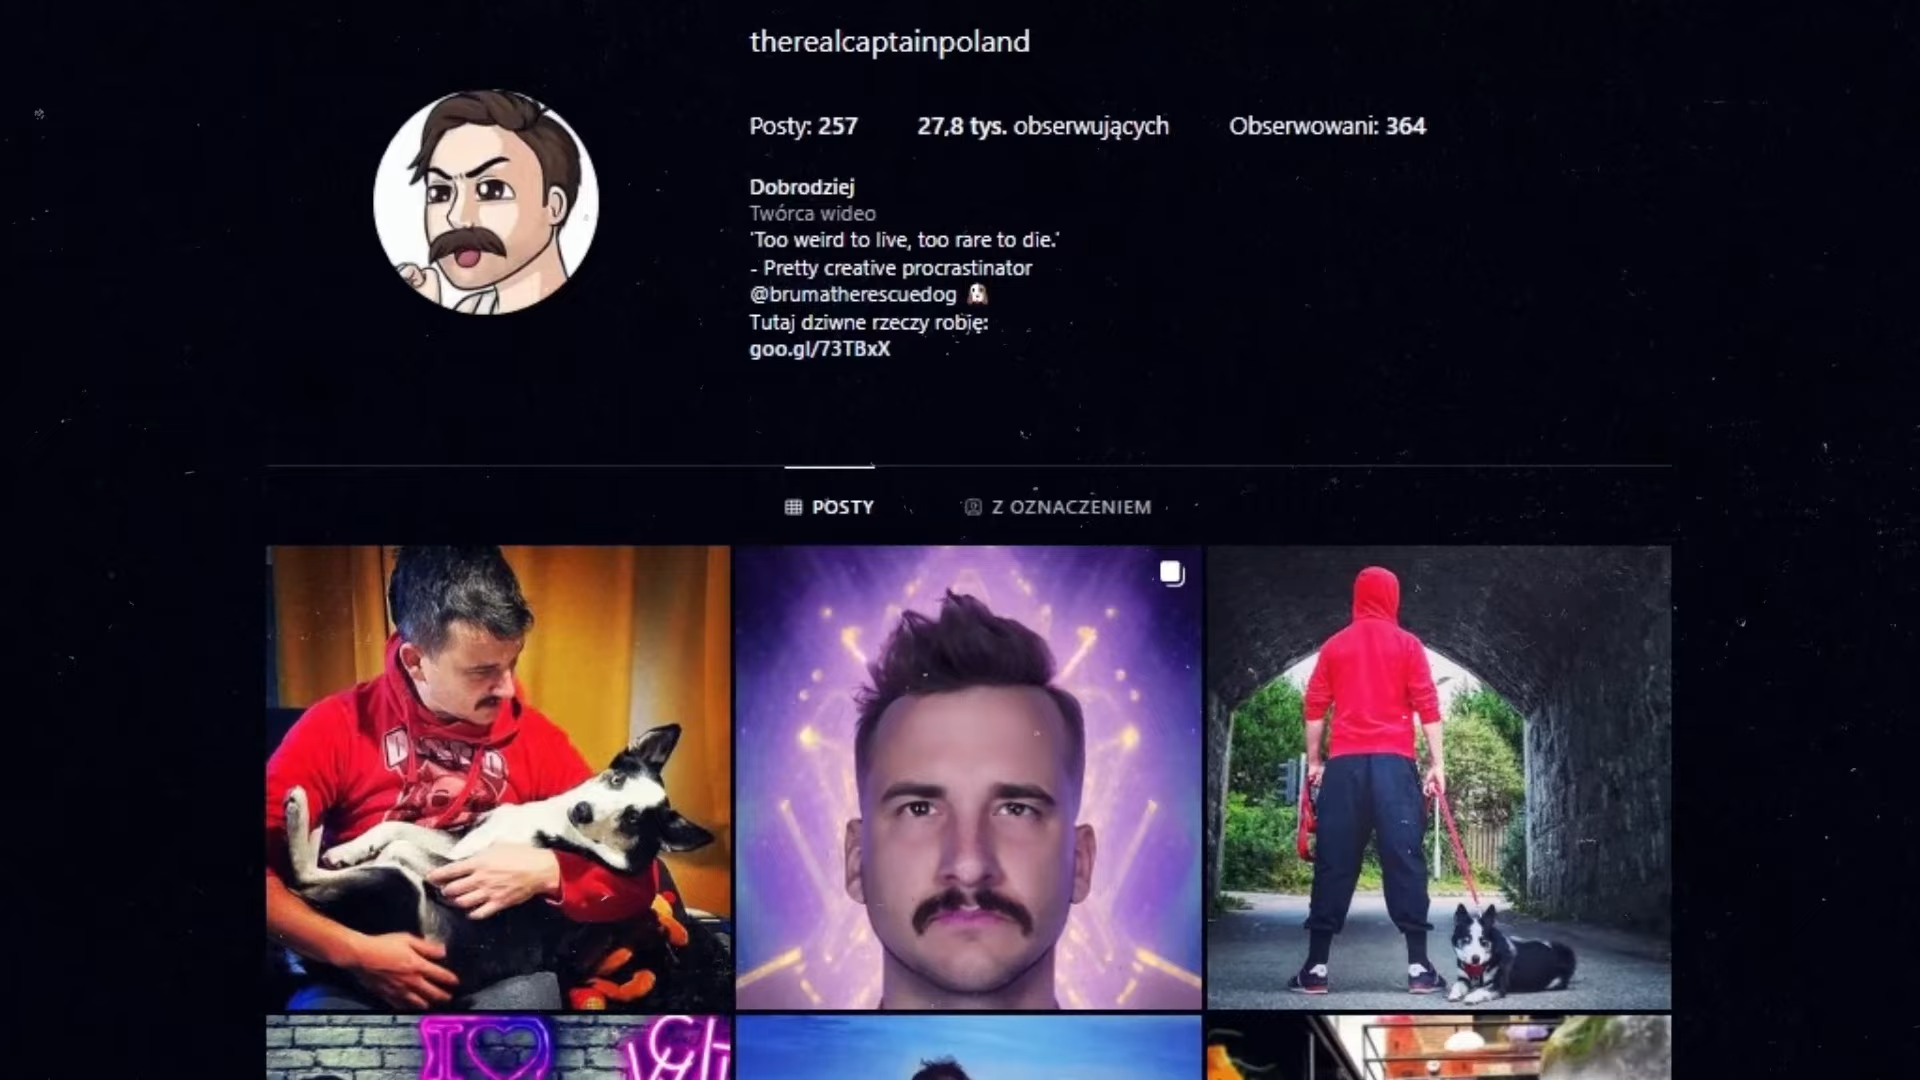 therealcaptainpoland
Posty: 257 27,8 tys. obserwujących Obserwowani: 364
Dobrodziej
Twórca wideo
'Too weird to live, too rare to die.'
- Pretty creative procrastinator
@brumatherescuedog
Tutaj dziwne rzeczy robię:
goo.gl/73TBxX
POSTY Z OZNACZENIEM
I